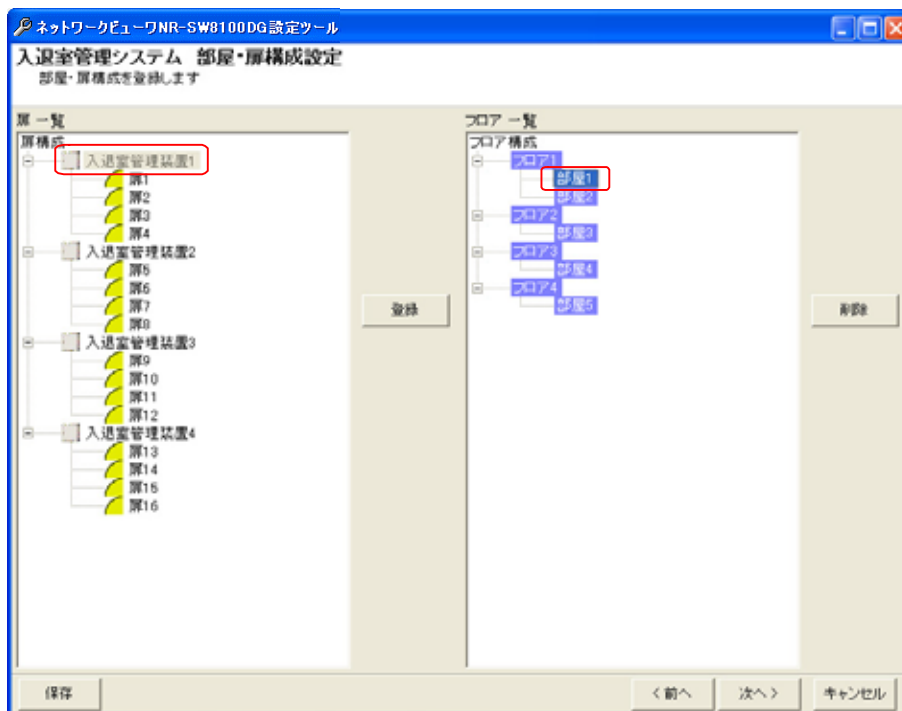 ネットワークビューワNR-SW8100DG設定ツール
入退室管理システム 部屋・扉構成設定
部屋・扉構成を登録します
扉 一覧
扉構成
入退室管理装置1
扉1
扉2
扉3
扉4
入退室管理装置2
扉5
扉6
扉7
扉8
入退室管理装置3
扉9
扉10
扉11
扉12
入退室管理装置4
扉13
扉14
扉15
扉16
登録
フロア 一覧
フロア構成
フロア1
部屋1
部屋2
フロア2
部屋3
フロア3
部屋4
フロア4
部屋5
削除
保存
<前へ
次へ>
キャンセル